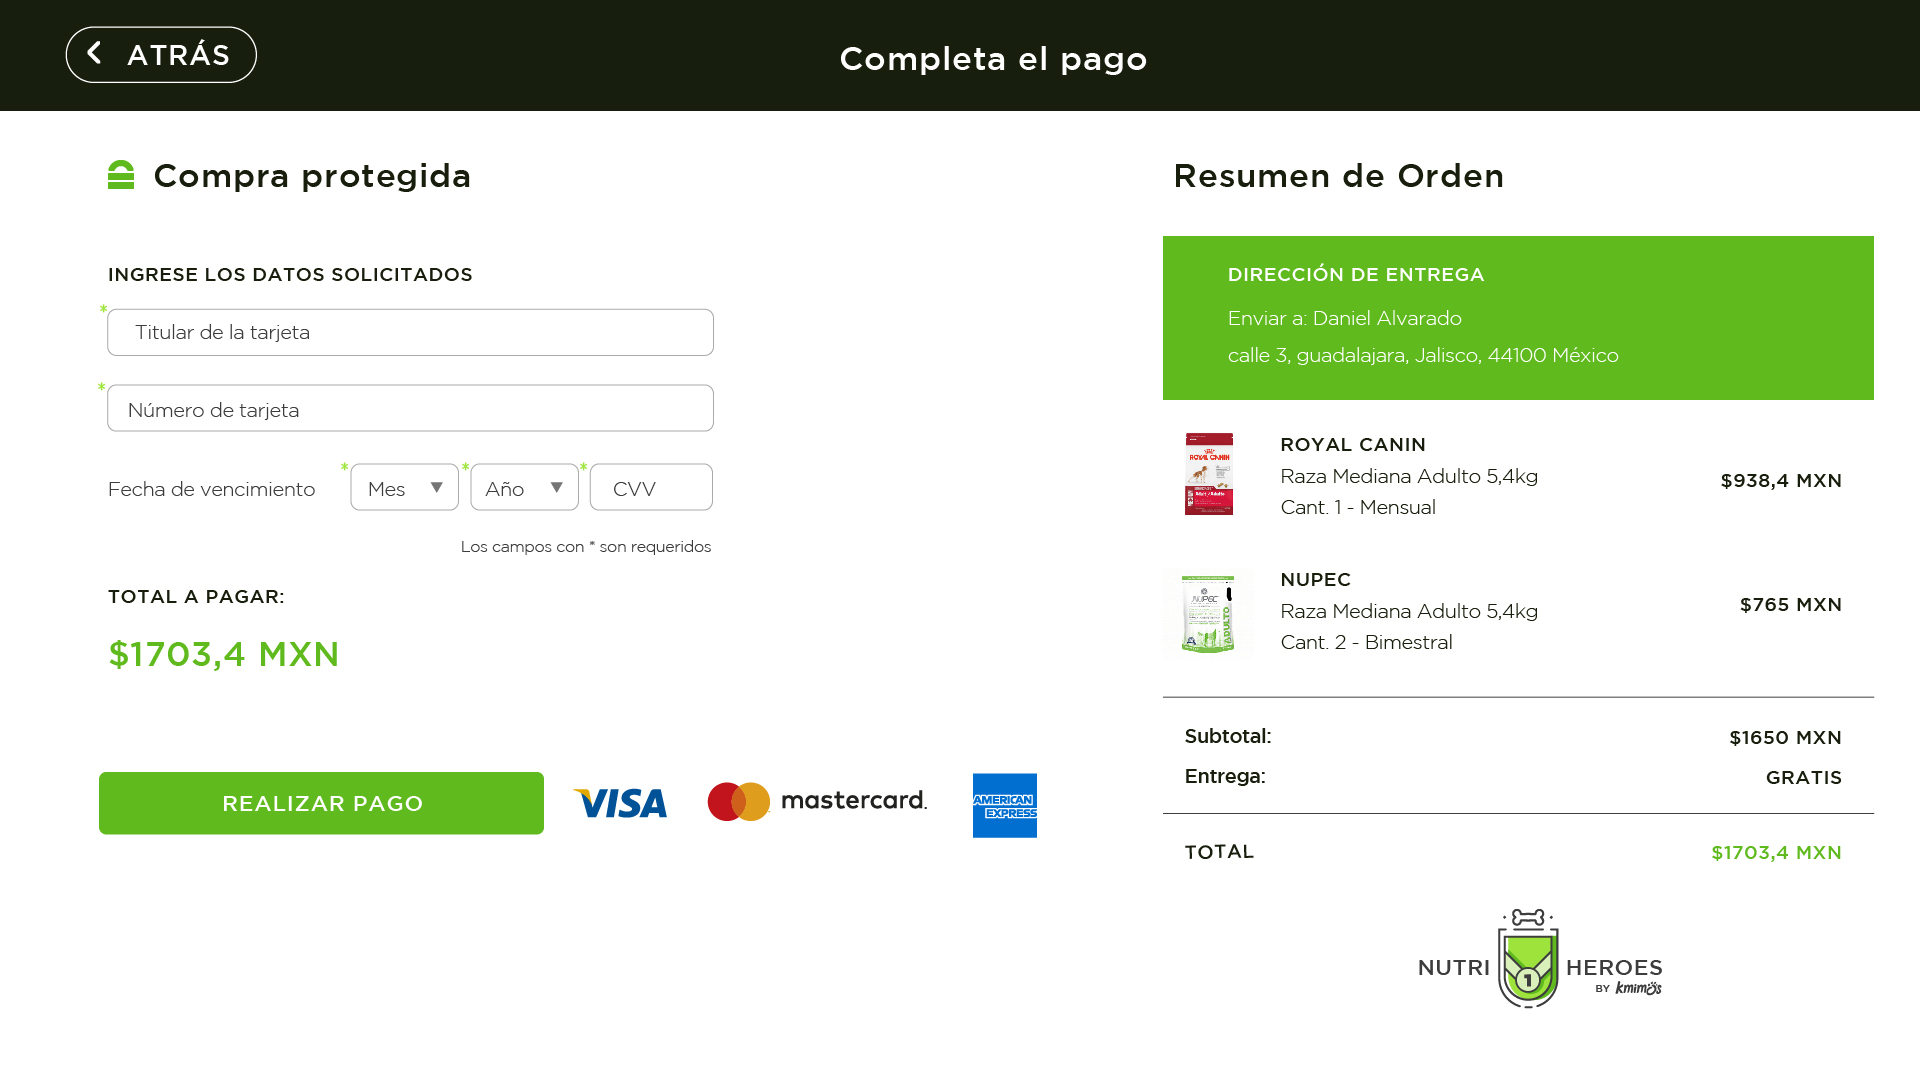 ATRÁS
Completa el pago
Compra protegida
INGRESE LOS DATOS SOLICITADOS
* Titular de la tarjeta
* Número de tarjeta
Fecha de vencimiento * Mes ▼ * Año ▼ * CVV
Los campos con * son requeridos
TOTAL A PAGAR:
$1703,4 MXN
REALIZAR PAGO
VISA
mastercard.
AMERICAN
EXPRESS
Resumen de Orden
DIRECCIÓN DE ENTREGA
Enviar a: Daniel Alvarado
calle 3, guadalajara, Jalisco, 44100 México
ROYAL CANIN
ROYAL CANIN
Raza Mediana Adulto 5,4kg
Cant. 1 - Mensual
$938,4 MXN
NUPEC
ADULTO
NUPEC
Raza Mediana Adulto 5,4kg
Cant. 2 - Bimestral
$765 MXN
Subtotal: $1650 MXN
Entrega: GRATIS
TOTAL $1703,4 MXN
NUTRI 1 HEROES
BY kmimos